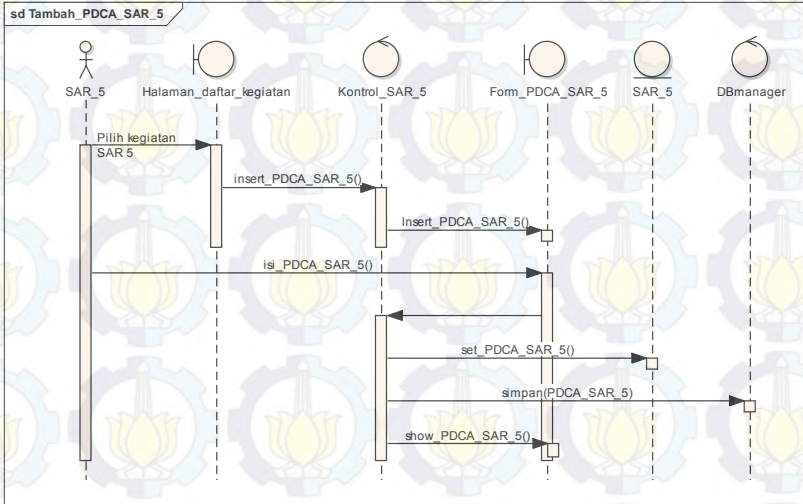 sd Tambah_PDCA_SAR_5
SAR_5
Halaman_daftar_kegiatan
Kontrol_SAR_5
Form_PDCA_SAR_5
SAR_5
DBmanager
Pilih kegiatan
SAR 5
insert_PDCA_SAR_5()
Insert_PDCA_SAR_5()
isi_PDCA_SAR_5()
set_PDCA_SAR_5()
simpan(PDCA_SAR_5)
show_PDCA_SAR_5()